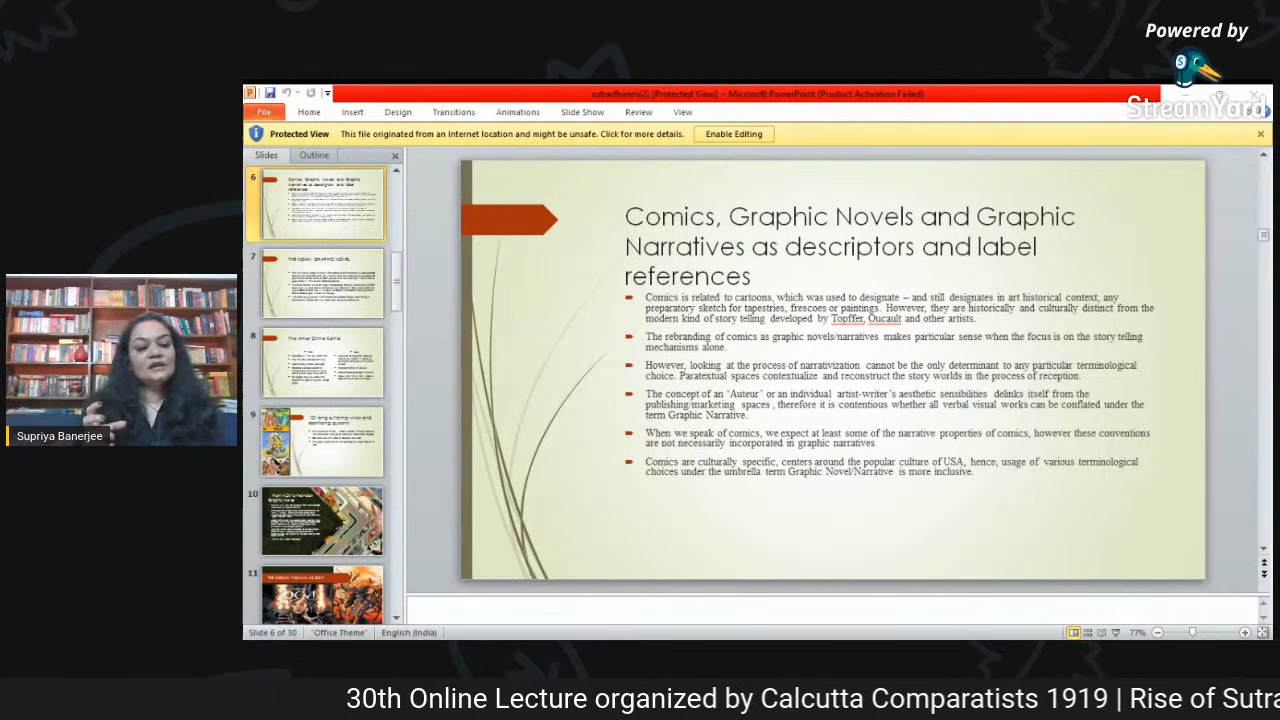 Powered by
StreamYard
sutradharini(2) [Protected View] - Microsoft PowerPoint (Product Activation Failed)
File Home Insert Design Transitions Animations Slide Show Review View
Protected View This file originated from an Internet location and might be unsafe. Click for more details. Enable Editing
Slides Outline
6
7
THE INDIAN GRAPHIC NOVEL
8
9
10
11
Comics, Graphic Novels and Graphic
Narratives as descriptors and label
references
Comics is related to cartoons, which was used to designate – and still designates in art historical context, any
preparatory sketch for tapestries, frescoes or paintings. However, they are historically and culturally distinct from the
modern kind of story telling developed by Topffer, Oucault and other artists.
The rebranding of comics as graphic novels/narratives makes particular sense when the focus is on the story telling
mechanisms alone.
However, looking at the process of narrativization cannot be the only determinant to any particular terminological
choice. Paratextual spaces contextualize and reconstruct the story worlds in the process of reception.
The concept of an 'Auteur' or an individual artist-writer's aesthetic sensibilities delinks itself from the
publishing/marketing spaces, therefore it is contentious whether all verbal visual works can be conflated under the
term Graphic Narrative.
When we speak of comics, we expect at least some of the narrative properties of comics, however these conventions
are not necessarily incorporated in graphic narratives
Comics are culturally specific, centers around the popular culture of USA, hence, usage of various terminological
choices under the umbrella term Graphic Novel/Narrative is more inclusive.
Supriya Banerjee
Slide 6 of 30 "Office Theme" English (India) 77%
30th Online Lecture organized by Calcutta Comparatists 1919 | Rise of Sutra